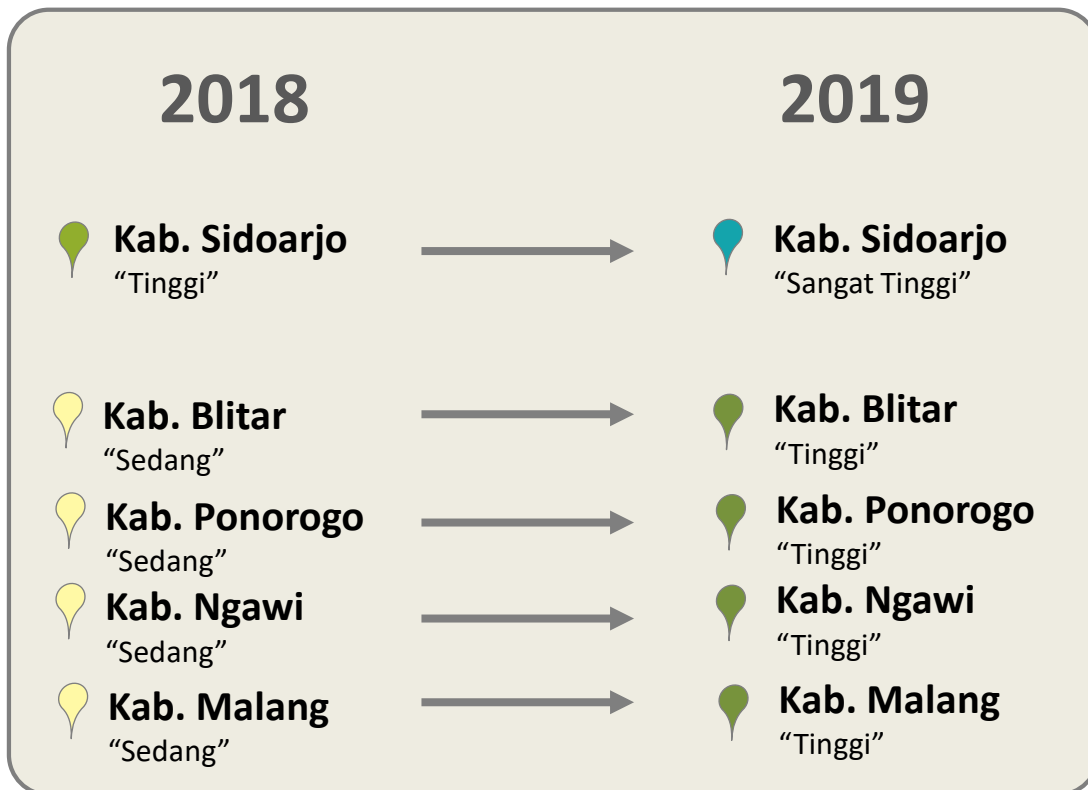 2018
2019
Kab. Sidoarjo
“Tinggi”
Kab. Sidoarjo
“Sangat Tinggi”
Kab. Blitar
“Sedang”
Kab. Blitar
“Tinggi”
Kab. Ponorogo
“Sedang”
Kab. Ponorogo
“Tinggi”
Kab. Ngawi
“Sedang”
Kab. Ngawi
“Tinggi”
Kab. Malang
“Sedang”
Kab. Malang
“Tinggi”